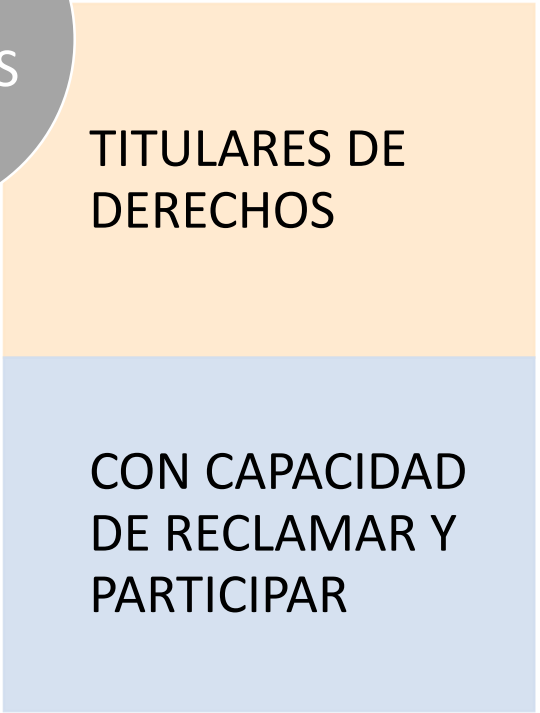 S
TITULARES DE
DERECHOS
CON CAPACIDAD
DE RECLAMAR Y
PARTICIPAR